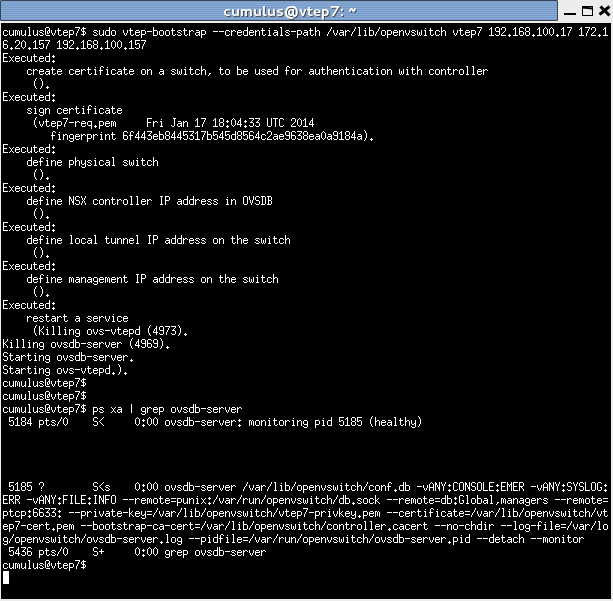 cumulus@vtep7: ~
cumulus@vtep7$ sudo vtep-bootstrap --credentials-path /var/lib/openvswitch vtep7 192.168.100.17 172.1
6.20.157 192.168.100.157
Executed:
create certificate on a switch, to be used for authentication with controller
().
Executed:
sign certificate
(vtep7-req.pem Fri Jan 17 18:04:33 UTC 2014
fingerprint 6f443eb8445317b545d8564c2ae9638ea0a9184a).
Executed:
define physical switch
().
Executed:
define NSX controller IP address in OVSDB
().
Executed:
define local tunnel IP address on the switch
().
Executed:
define management IP address on the switch
().
Executed:
restart a service
(Killing ovs-vtepd (4973).
Killing ovsdb-server (4969).
Starting ovsdb-server.
Starting ovs-vtepd.).
cumulus@vtep7$
cumulus@vtep7$
cumulus@vtep7$ ps xa | grep ovsdb-server
5184 pts/0 S< 0:00 ovsdb-server: monitoring pid 5185 (healthy)
5185 ? S<s 0:00 ovsdb-server /var/lib/openvswitch/conf.db -vANY:CONSOLE:EMER -vANY:SYSLOG:
ERR -vANY:FILE:INFO --remote=punix:/var/run/openvswitch/db.sock --remote=db:Global,managers --remote=
ptcp:6633: --private-key=/var/lib/openvswitch/vtep7-privkey.pem --certificate=/var/lib/openvswitch/vt
ep7-cert.pem --bootstrap-ca-cert=/var/lib/openvswitch/controller.cacert --no-chdir --log-file=/var/lo
g/openvswitch/ovsdb-server.log --pidfile=/var/run/openvswitch/ovsdb-server.pid --detach --monitor
5436 pts/0 S+ 0:00 grep ovsdb-server
cumulus@vtep7$